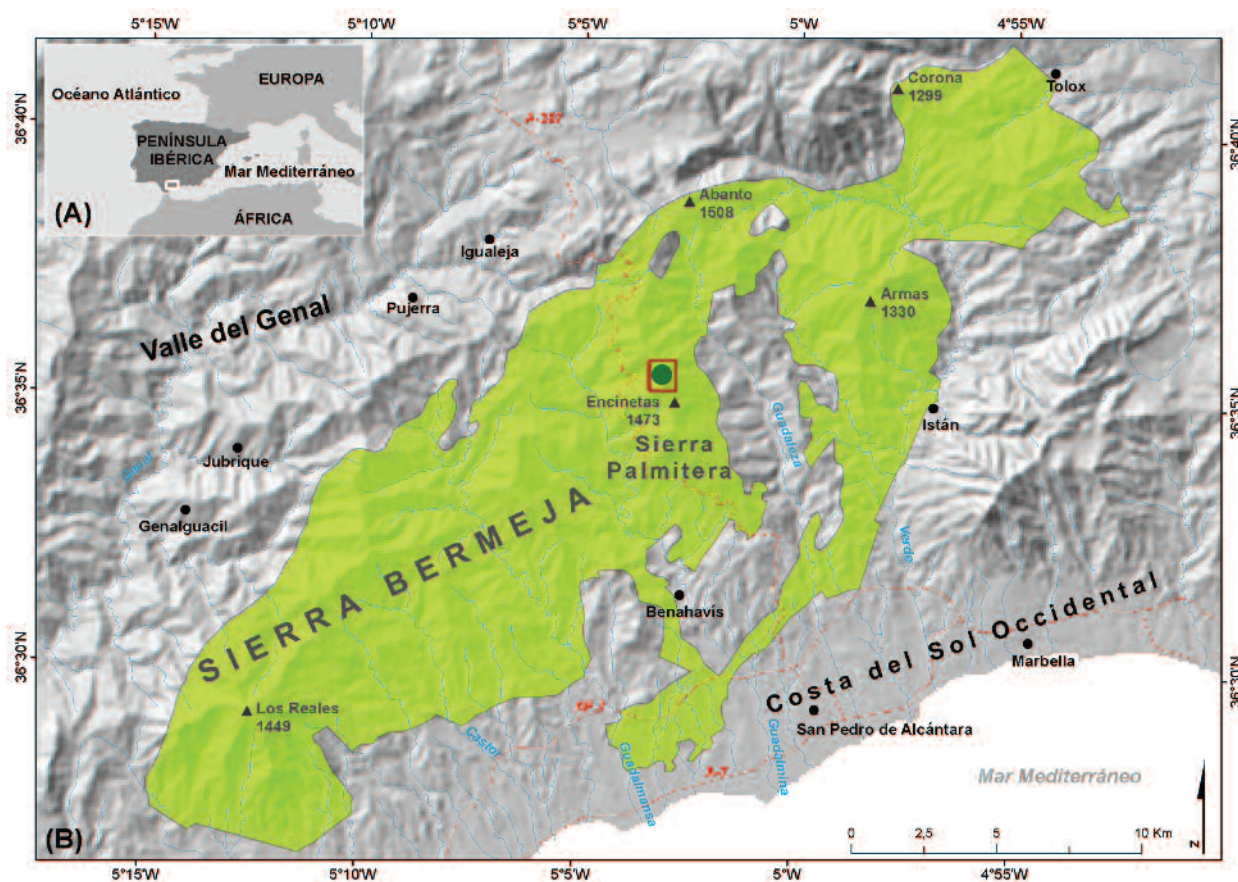 5°15'W
5°10'W
5°5'W
5°W
4°55'W
36°40'N
36°35'N
36°30'N
36°40'N
36°35'N
36°30'N
EUROPA
Océano Atlántico
PENÍNSULA
IBÉRICA
Mar Mediterráneo
(A)
ÁFRICA
A-397
Corona
1299
Tolox
Abanto
1508
Igualeja
Pujerra
Armas
1330
Valle del Genal
Encinetas
1473
Sierra
Palmitera
Guadaleza
Istán
Genal
Jubrique
Genalguacil
SIERRA BERMEJA
Verde
Benahavís
Costa del Sol Occidental
Marbella
Los Reales
1449
San Pedro de Alcántara
Castor
Guadalmansa
A-7
Guadalmina
Mar Mediterráneo
(B)
0 2,5 5 10 Km
N
5°15'W
5°10'W
5°5'W
5°W
4°55'W